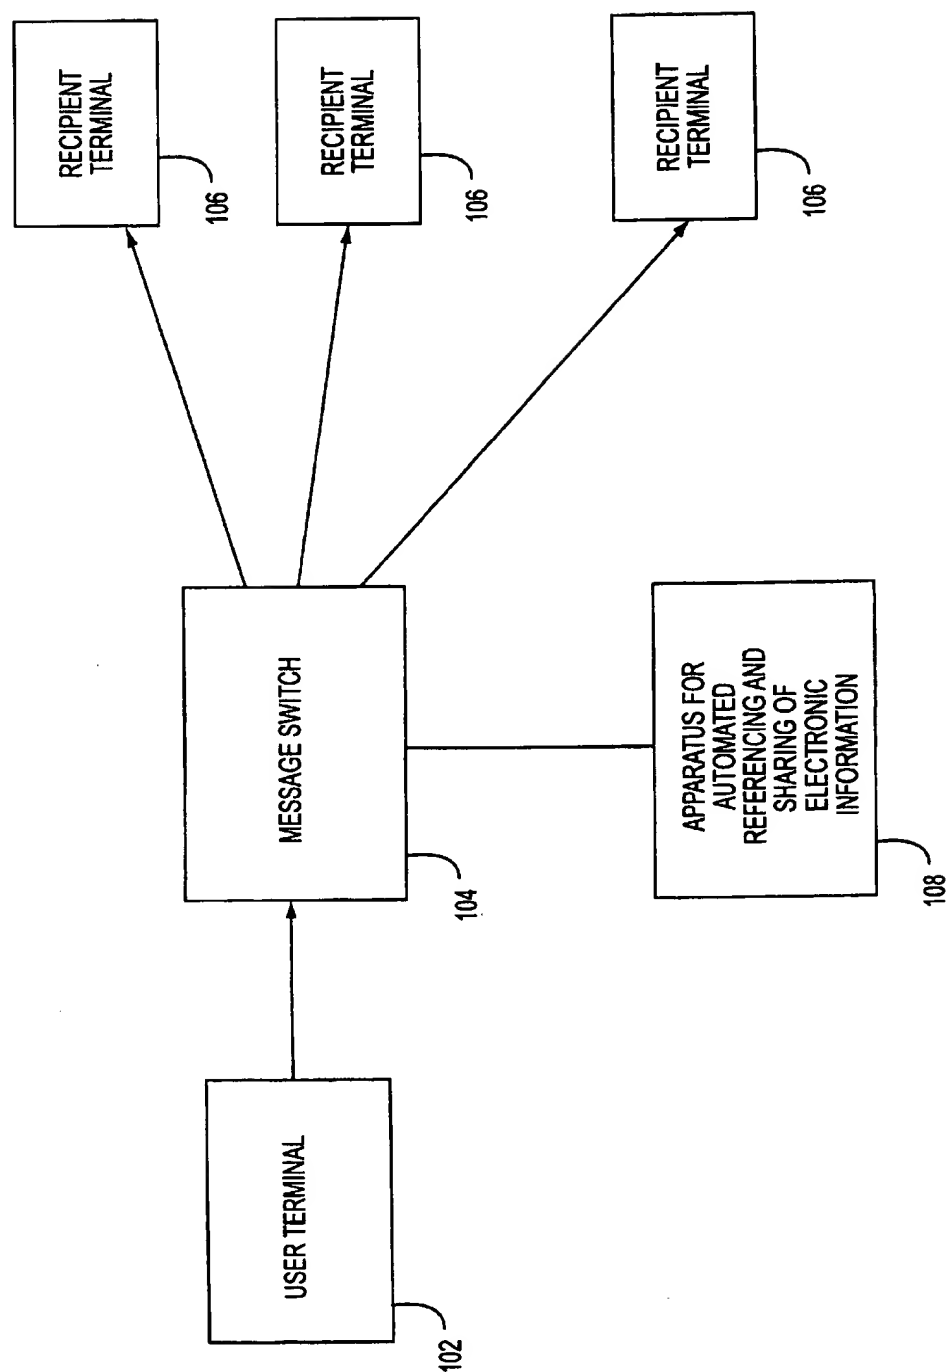 USER TERMINAL
102
MESSAGE SWITCH
104
APPARATUS FOR
AUTOMATED
REFERENCING AND
SHARING OF
ELECTRONIC
INFORMATION
108
RECIPIENT
TERMINAL
106
RECIPIENT
TERMINAL
106
RECIPIENT
TERMINAL
106